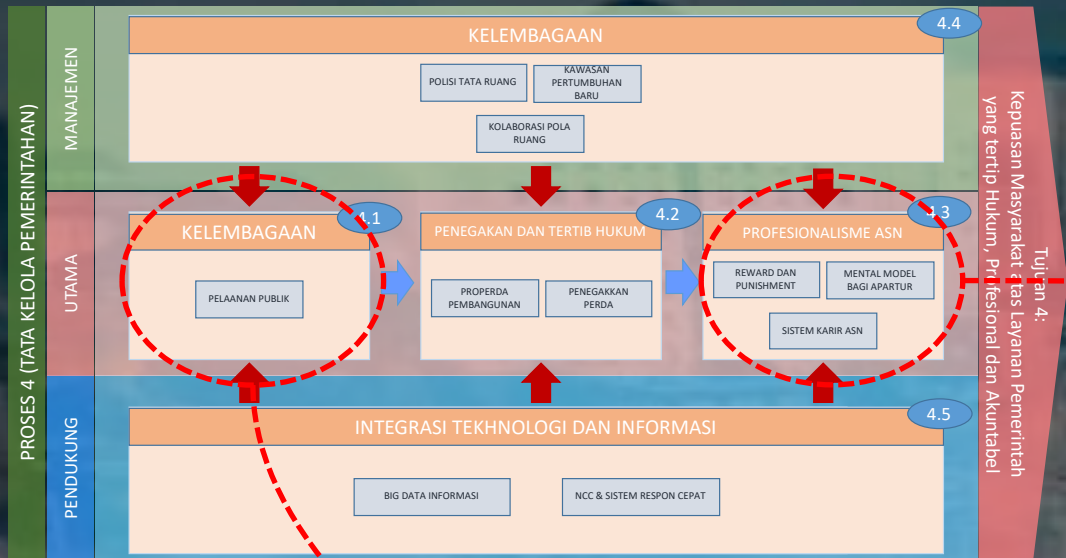 PROSES 4 (TATA KELOLA PEMERINTAHAN)
MANAJEMEN
KELEMBAGAAN
4.4
POLISI TATA RUANG
KAWASAN
PERTUMBUHAN
BARU
KOLABORASI POLA
RUANG
UTAMA
KELEMBAGAAN
4.1
PELAANAN PUBLIK
PENEGAKAN DAN TERTIB HUKUM
4.2
PROPERDA
PEMBANGUNAN
PENEGAKKAN
PERDA
PROFESIONALISME ASN
4.3
REWARD DAN
PUNISHMENT
MENTAL MODEL
BAGI APARTUR
SISTEM KARIR ASN
PENDUKUNG
INTEGRASI TEKHNOLOGI DAN INFORMASI
4.5
BIG DATA INFORMASI
NCC & SISTEM RESPON CEPAT
Tujuan 4:
Kepuasan Masyarakat atas Layanan Pemerintah
yang tertip Hukum, Profesional dan Akuntabel